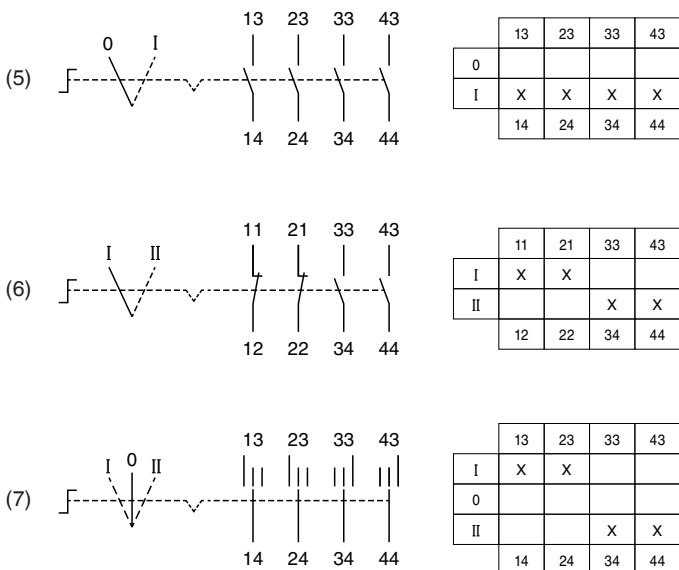 (5)
0 I
13 23 33 43
14 24 34 44
13 23 33 43
0
I X X X X
14 24 34 44
(6)
I II
11 21 33 43
12 22 34 44
11 21 33 43
I X X
II X X
12 22 34 44
(7)
I 0 II
13 23 33 43
14 24 34 44
13 23 33 43
I X X
0
II X X
14 24 34 44